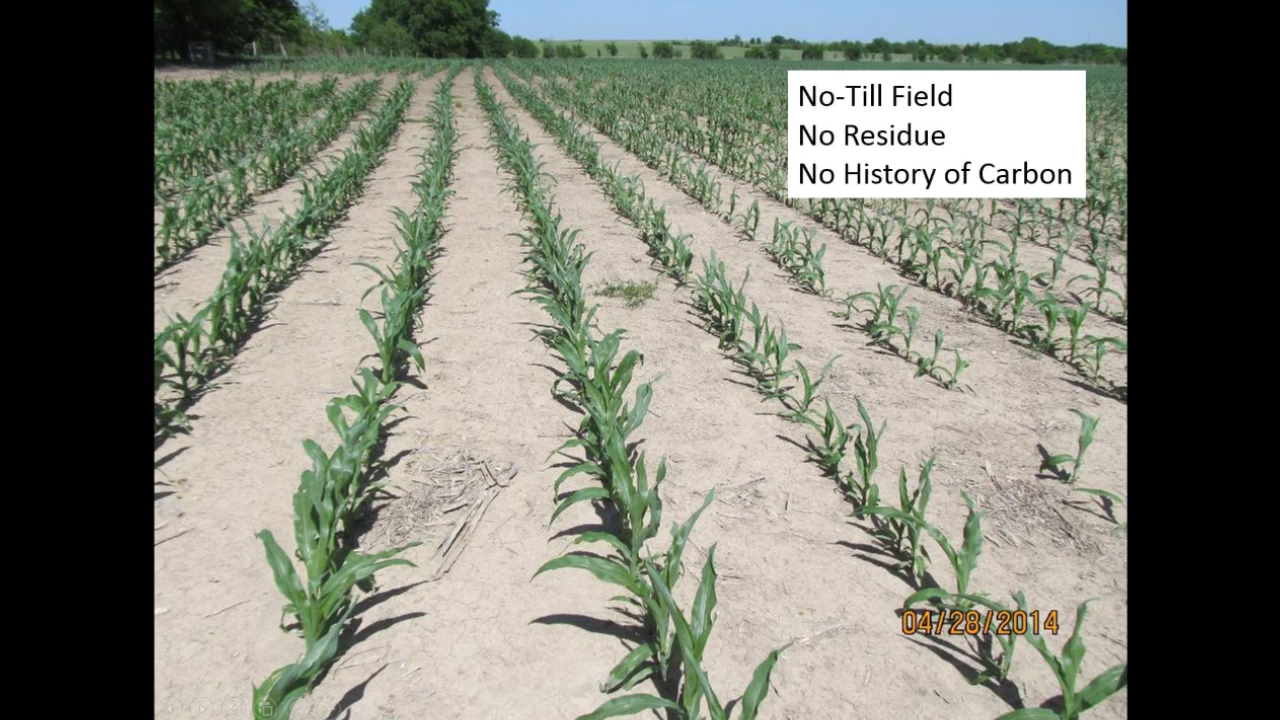 No-Till Field
No Residue
No History of Carbon
04/28/2014